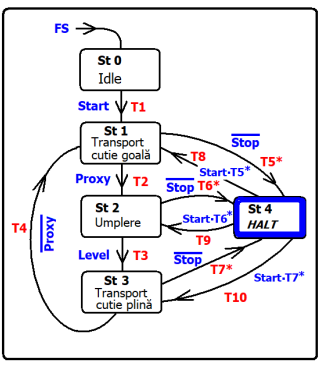 FS
St 0
Idle
Start T1
St 1
Transport
cutie goală
Stop
T8
T5*
Start·T5*
Proxy T2
Stop
T6*
St 2
Umplere
Start·T6*
St 4
HALT
T4
Proxy
T9
Level T3
T7*
Stop
St 3
Transport
cutie plină
Start·T7*
T10